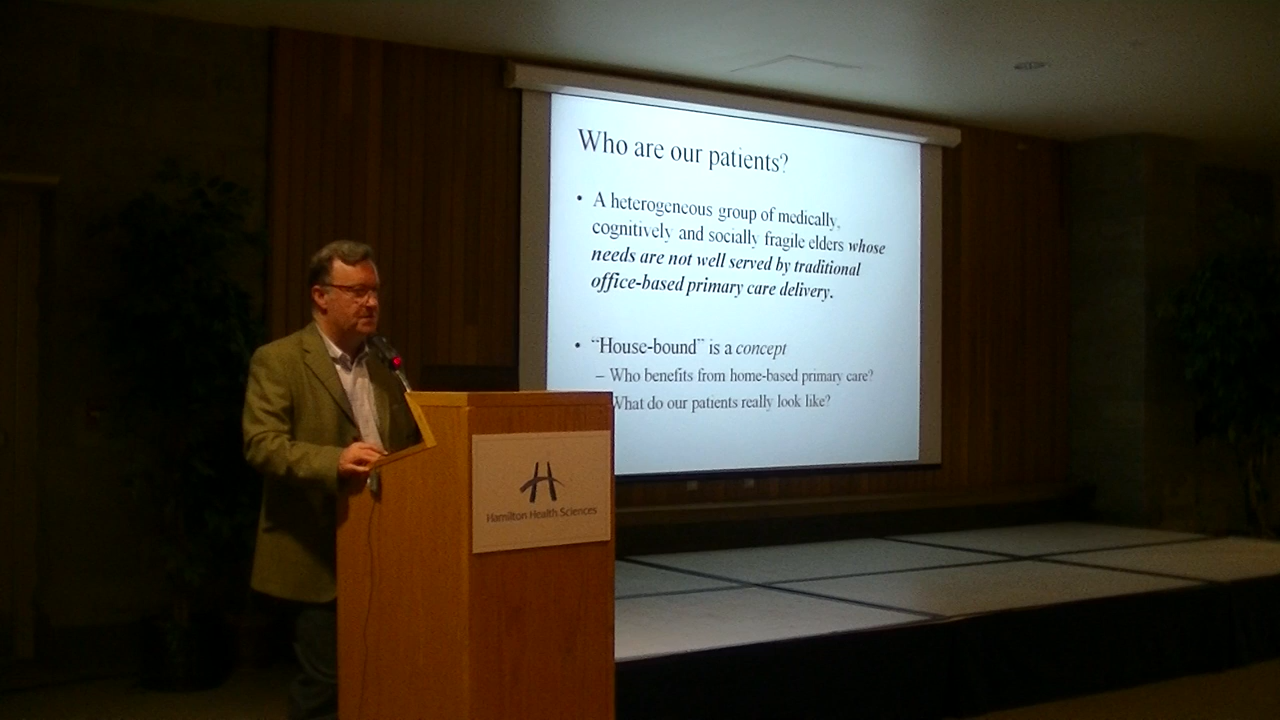 Who are our patients?
• A heterogeneous group of medically,
cognitively and socially fragile elders whose
needs are not well served by traditional
office-based primary care delivery.
• "House-bound" is a concept
– Who benefits from home-based primary care?
What do our patients really look like?
Hamilton Health Sciences